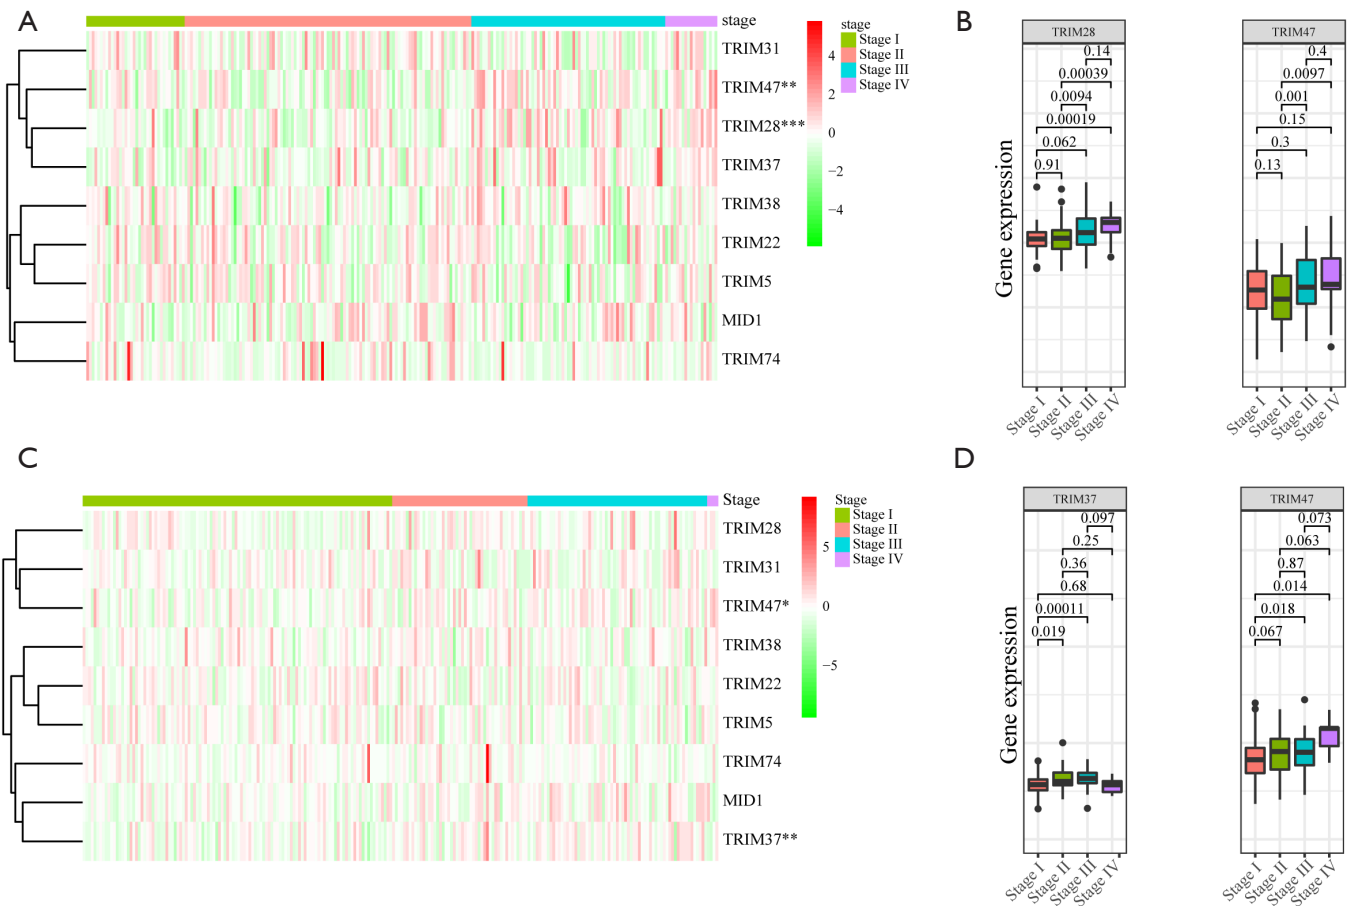 A
stage
TRIM31
TRIM47**
TRIM28***
TRIM37
TRIM38
TRIM22
TRIM5
MID1
TRIM74
4
2
0
−2
−4
stage
Stage I
Stage II
Stage III
Stage IV
B
Gene expression
TRIM28
0.14
0.00039
0.0094
0.00019
0.062
0.91
Stage I
Stage II
Stage III
Stage IV
TRIM47
0.4
0.0097
0.001
0.15
0.3
0.13
Stage I
Stage II
Stage III
Stage IV
C
Stage
TRIM28
TRIM31
TRIM47*
TRIM38
TRIM22
TRIM5
TRIM74
MID1
TRIM37**
5
0
−5
Stage
Stage I
Stage II
Stage III
Stage IV
D
Gene expression
TRIM37
0.097
0.25
0.36
0.68
0.00011
0.019
Stage I
Stage II
Stage III
Stage IV
TRIM47
0.073
0.063
0.87
0.014
0.018
0.067
Stage I
Stage II
Stage III
Stage IV